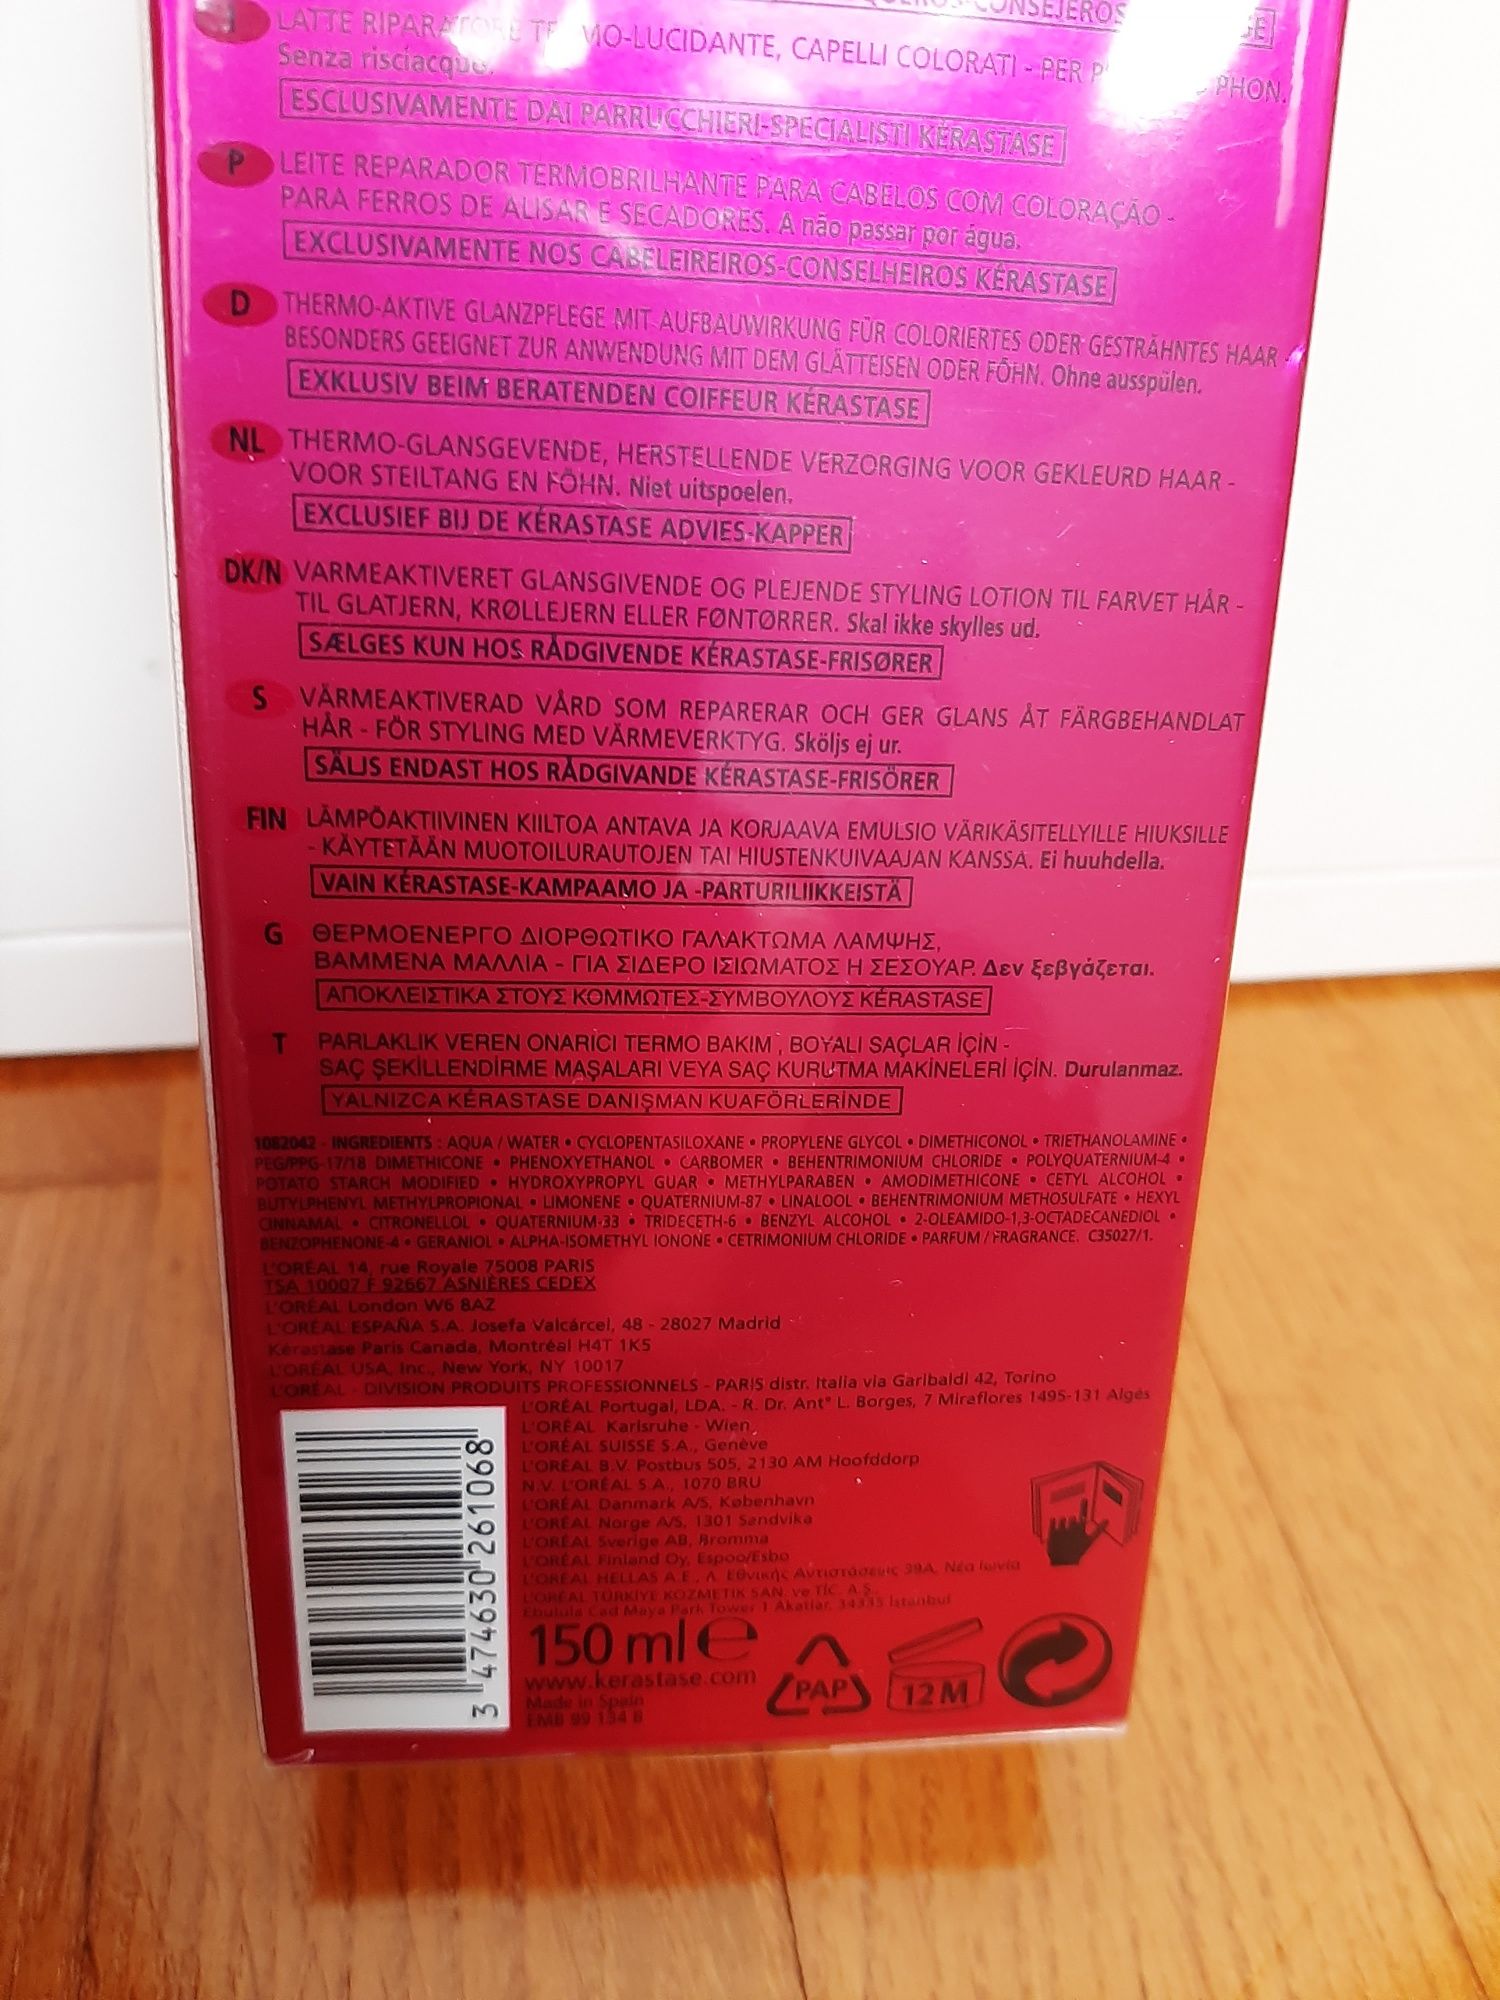 CONSEJEROS
LATTE TERMO-LUCIDANTE, CAPELLI COLORATI - PER PHON.
Senza risciacquo.
ESCLUSIVAMENTE DAI PARRUCCHIERI-SPECIALISTI KÉRASTASE
P LEITE REPARADOR TERMOBRILHANTE PARA CABELOS COM COLORAÇÃO -
PARA FERROS DE ALISAR E SECADORES. A não passar por água.
EXCLUSIVAMENTE NOS CABELEIREIROS-CONSELHEIROS KÉRASTASE
D THERMO-AKTIVE GLANZPFLEGE MIT AUFBAUWIRKUNG FÜR COLORIERTES ODER GESTRÄHNTES HAAR -
BESONDERS GEEIGNET ZUR ANWENDUNG MIT DEM GLÄTTEISEN ODER FÖHN. Ohne ausspülen.
EXKLUSIV BEIM BERATENDEN COIFFEUR KÉRASTASE
NL THERMO-GLANSGEVENDE, HERSTELLENDE VERZORGING VOOR GEKLEURD HAAR -
VOOR STEILTANG EN FÖHN. Niet uitspoelen.
EXCLUSIEF BIJ DE KÉRASTASE ADVIES-KAPPER
DK/N VARMEAKTIVERET GLANSGIVENDE OG PLEJENDE STYLING LOTION TIL FARVET HÅR -
TIL GLATJERN, KRØLLEJERN ELLER FØNTØRRER. Skal ikke skylles ud.
SÆLGES KUN HOS RÅDGIVENDE KÉRASTASE-FRISØRER
S VÄRMEAKTIVERAD VÅRD SOM REPARERAR OCH GER GLANS ÅT FÄRGBEHANDLAT
HÅR - FÖR STYLING MED VÄRMEVERKTYG. Sköljs ej ur.
SÄLJS ENDAST HOS RÅDGIVANDE KÉRASTASE-FRISÖRER
FIN LÄMPÖAKTIIVINEN KIILTOA ANTAVA JA KORJAAVA EMULSIO VÄRIKÄSITELLYILLE HIUKSILLE
- KÄYTETÄÄN MUOTOILURAUTOJEN TAI HIUSTENKUIVAAJAN KANSSA. Ei huuhdella.
VAIN KÉRASTASE-KAMPAAMO JA -PARTURILIIKKEISTÄ
G ΘΕΡΜΟΕΝΕΡΓΟ ΔΙΟΡΘΩΤΙΚΟ ΓΑΛΑΚΤΩΜΑ ΛΑΜΨΗΣ,
ΒΑΜΜΕΝΑ ΜΑΛΛΙΑ - ΓΙΑ ΣΙΔΕΡΟ ΙΣΙΩΜΑΤΟΣ Η ΣΕΣΟΥΑΡ. Δεν ξεβγάζεται.
ΑΠΟΚΛΕΙΣΤΙΚΑ ΣΤΟΥΣ ΚΟΜΜΩΤΕΣ-ΣΥΜΒΟΥΛΟΥΣ KÉRASTASE
T PARLAKLIK VEREN ONARICI TERMO BAKIM, BOYALI SAÇLAR İÇİN -
SAÇ ŞEKİLLENDİRME MAŞALARI VEYA SAÇ KURUTMA MAKİNELERİ İÇİN. Durulanmaz.
YALNIZCA KÉRASTASE DANIŞMAN KUAFÖRLERİNDE
1082042 - INGREDIENTS : AQUA / WATER • CYCLOPENTASILOXANE • PROPYLENE GLYCOL • DIMETHICONOL • TRIETHANOLAMINE •
PEG/PPG-17/18 DIMETHICONE • PHENOXYETHANOL • CARBOMER • BEHENTRIMONIUM CHLORIDE • POLYQUATERNIUM-4 •
POTATO STARCH MODIFIED • HYDROXYPROPYL GUAR • METHYLPARABEN • AMODIMETHICONE • CETYL ALCOHOL •
BUTYLPHENYL METHYLPROPIONAL • LIMONENE • QUATERNIUM-87 • LINALOOL • BEHENTRIMONIUM METHOSULFATE • HEXYL
CINNAMAL • CITRONELLOL • QUATERNIUM-33 • TRIDECETH-6 • BENZYL ALCOHOL • 2-OLEAMIDO-1,3-OCTADECANEDIOL •
BENZOPHENONE-4 • GERANIOL • ALPHA-ISOMETHYL IONONE • CETRIMONIUM CHLORIDE • PARFUM / FRAGRANCE. C35027/1.
L'ORÉAL 14, rue Royale 75008 PARIS
TSA 10007 F 92667 ASNIÈRES CEDEX
L'ORÉAL London W6 8AZ
L'ORÉAL ESPAÑA S.A. Josefa Valcárcel, 48 - 28027 Madrid
Kérastase Paris Canada, Montréal H4T 1K5
L'ORÉAL USA, Inc., New York, NY 10017
L'ORÉAL - DIVISION PRODUITS PROFESSIONNELS - PARIS distr. Italia via Garibaldi 42, Torino
L'ORÉAL Portugal, LDA. - R. Dr. Antº L. Borges, 7 Miraflores 1495-131 Algés
L'ORÉAL Karlsruhe - Wien,
L'ORÉAL SUISSE S.A., Genève
L'ORÉAL B.V. Postbus 505, 2130 AM Hoofddorp
N.V. L'ORÉAL S.A., 1070 BRU
L'ORÉAL Danmark A/S, København
L'ORÉAL Norge A/S, 1301 Sandvika
L'ORÉAL Sverige AB, Bromma
L'ORÉAL Finland Oy, Espoo/Esbo
L'ORÉAL HELLAS A.E., Λ. Εθνικής Αντιστάσεως 39A, Νέα Ιωνία
L'ORÉAL TÜRKİYE KOZMETİK SAN. ve TİC. A.Ş.
Ebulula Cad Maya Park Tower 1 Akatlar, 34335 İstanbul
150 ml e
www.kerastase.com
Made in Spain
EMB 99 134 B
PAP
12M
3 474630 261068